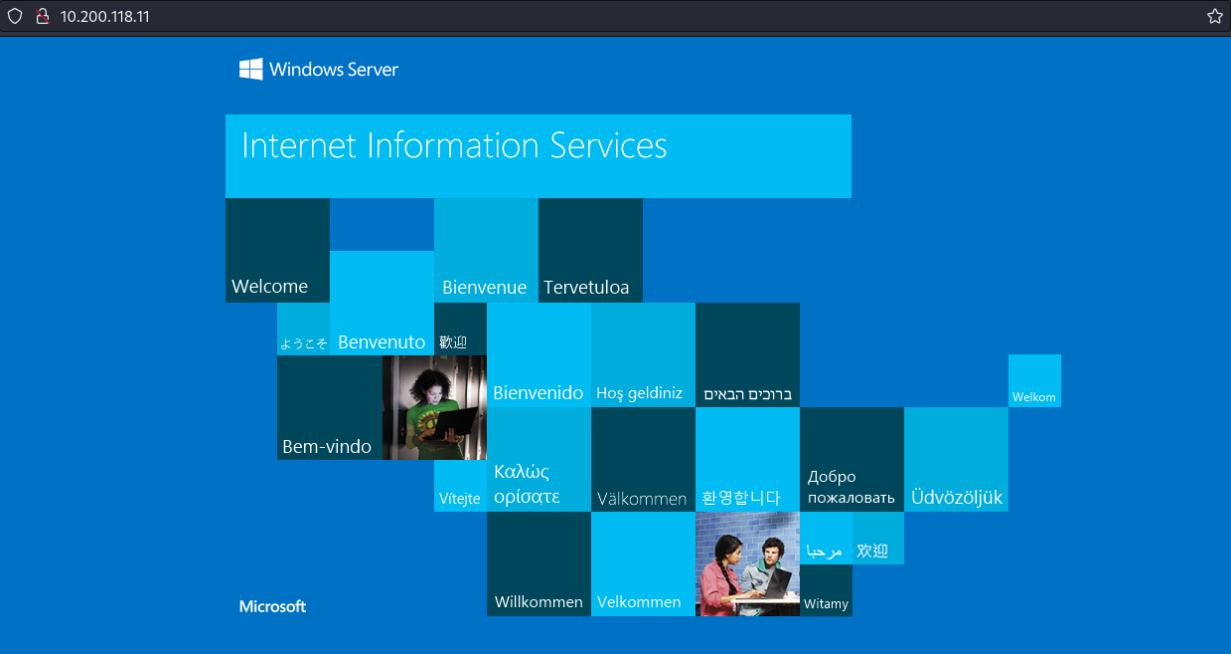 10.200.118.11
Windows Server
Internet Information Services
Welcome
Bienvenue
Tervetuloa
ようこそ
Benvenuto
歡迎
Bienvenido
Hoş geldiniz
ברוכים הבאים
Welkom
Bem-vindo
Vítejte
Καλώς
ορίσατε
Välkommen
환영합니다
Добро
пожаловать
Üdvözöljük
Willkommen
Velkommen
مرحبا
欢迎
Witamy
Microsoft